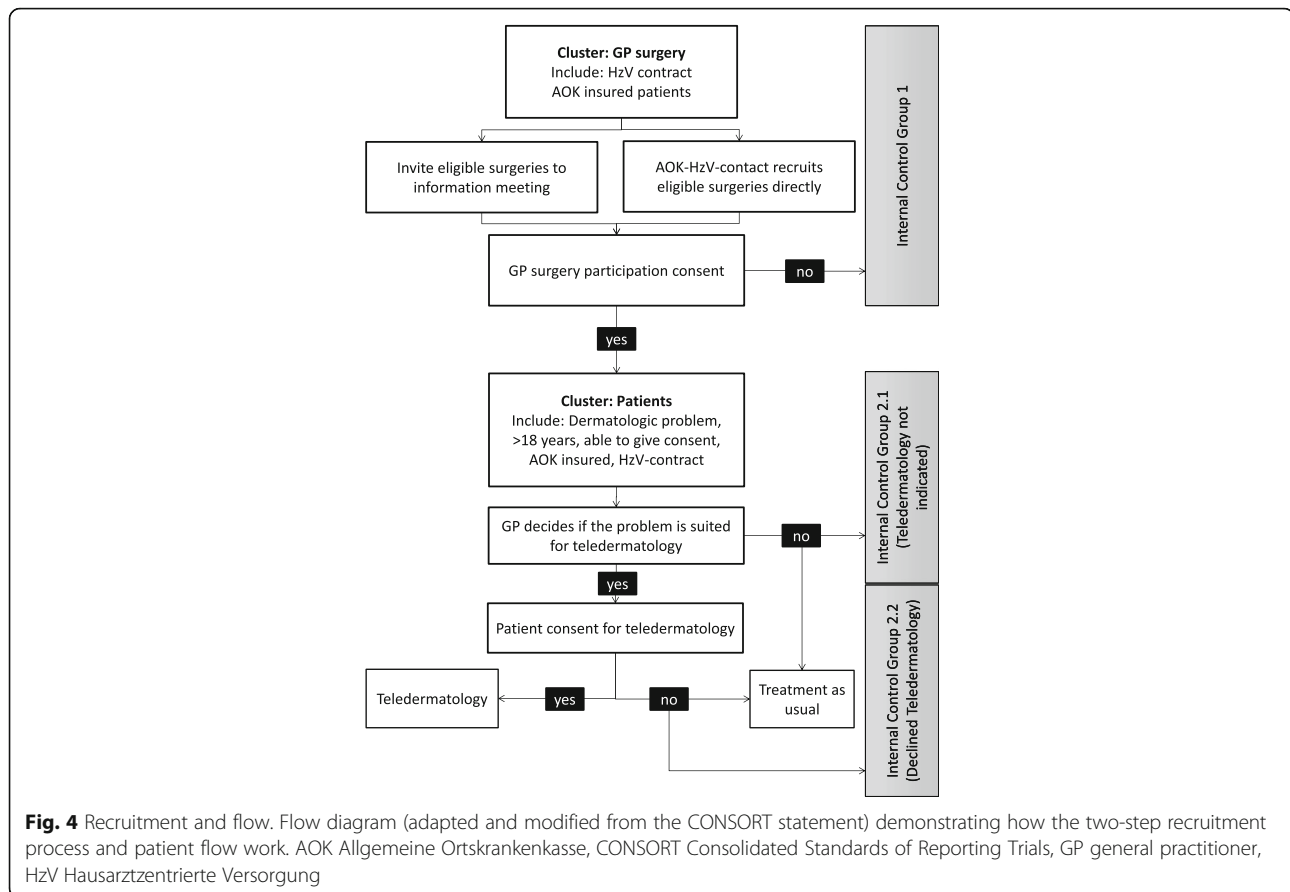 Cluster: GP surgery
Include: HzV contract
AOK insured patients
Invite eligible surgeries to
information meeting
AOK-HzV-contact recruits
eligible surgeries directly
GP surgery participation consent
no
Internal Control Group 1
yes
Cluster: Patients
Include: Dermatologic problem,
>18 years, able to give consent,
AOK insured, HzV-contract
GP decides if the problem is suited
for teledermatology
no
Internal Control Group 2.1
(Teledermatology not
indicated)
yes
Patient consent for teledermatology
Teledermatology
yes
no
Treatment as
usual
Internal Control Group 2.2
(Declined Teledermatology)
Fig. 4 Recruitment and flow. Flow diagram (adapted and modified from the CONSORT statement) demonstrating how the two-step recruitment
process and patient flow work. AOK Allgemeine Ortskrankenkasse, CONSORT Consolidated Standards of Reporting Trials, GP general practitioner,
HzV Hausarztzentrierte Versorgung